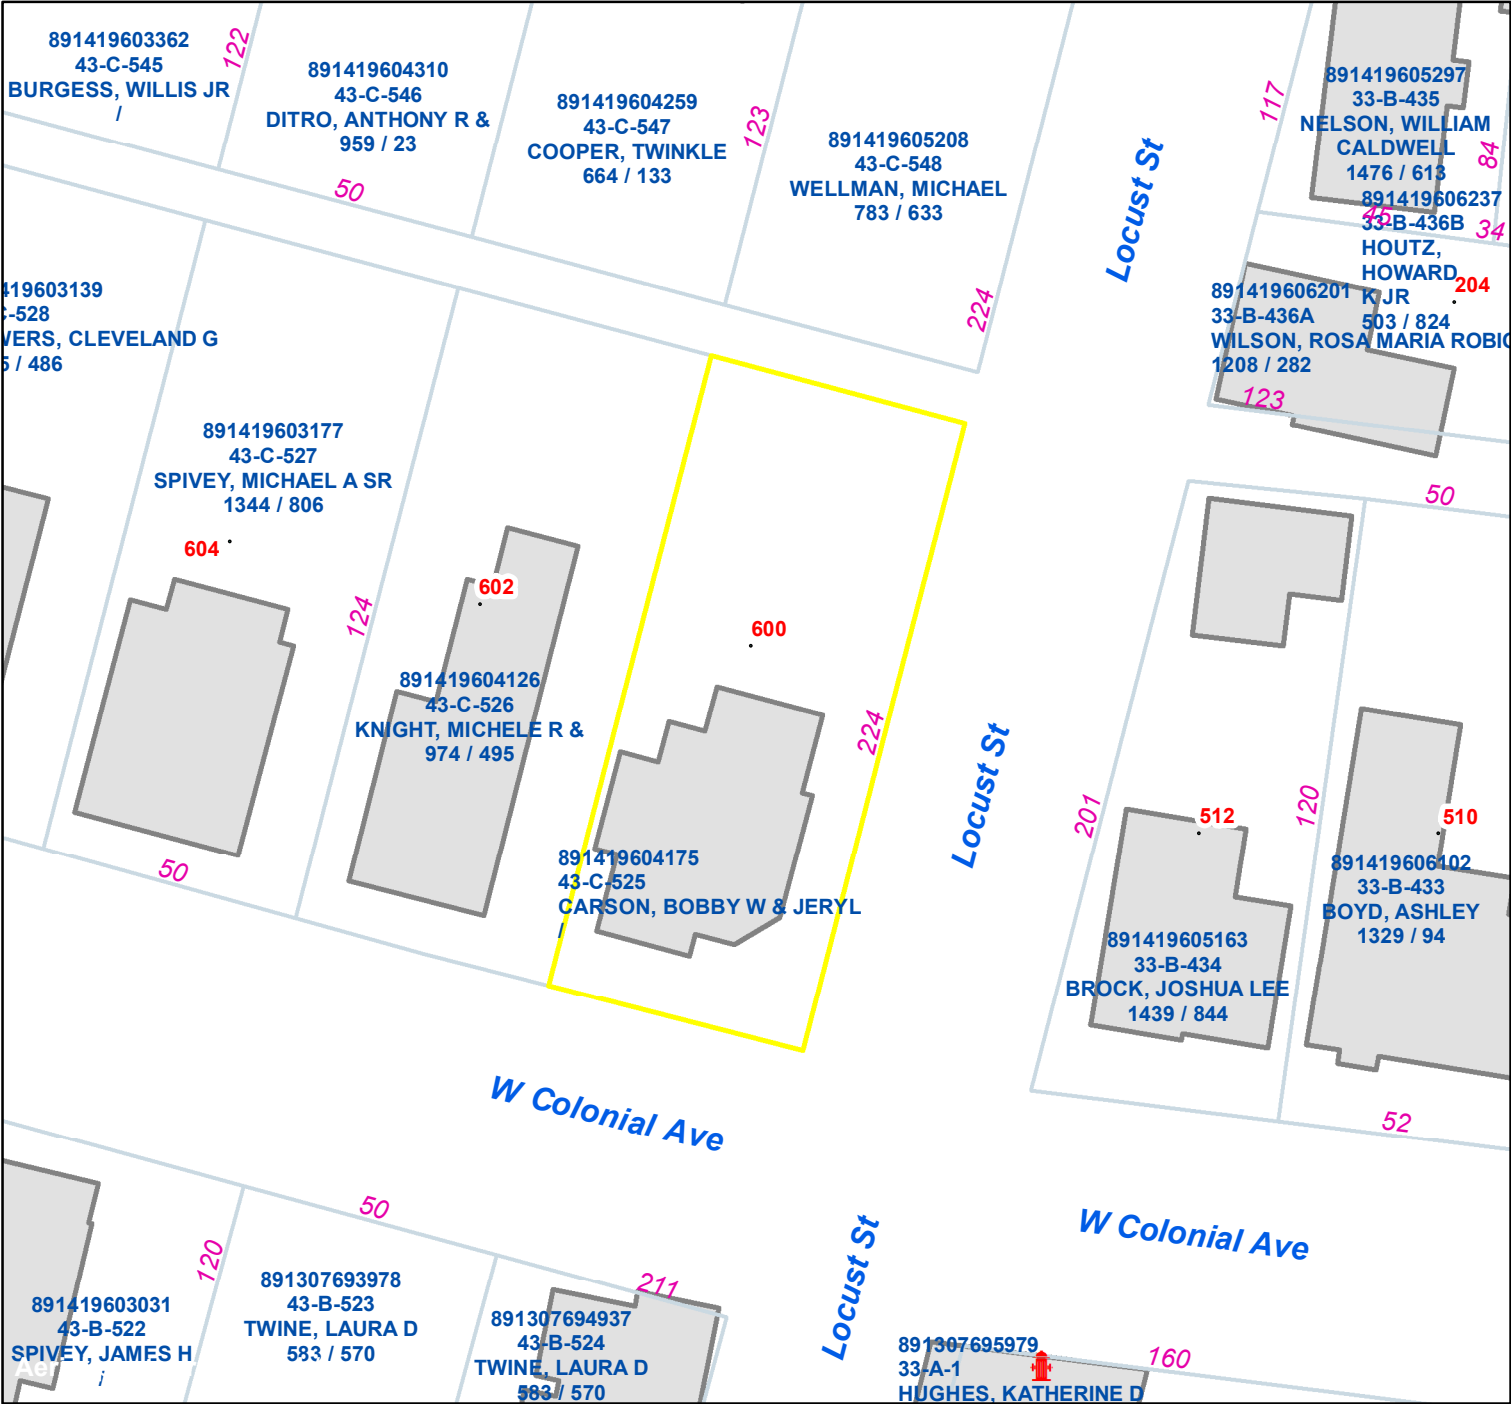 891419603362
43-C-545
BURGESS, WILLIS JR
/
122
891419604310
43-C-546
DITRO, ANTHONY R &
959 / 23
50
891419604259
43-C-547
COOPER, TWINKLE
664 / 133
123
891419605208
43-C-548
WELLMAN, MICHAEL
783 / 633
224
Locust St
117
891419605297
33-B-435
NELSON, WILLIAM
CALDWELL
1476 / 613
84
45
34
891419606237
33-B-436B
HOUTZ,
HOWARD
K JR
503 / 824
204
891419606201
33-B-436A
WILSON, ROSA MARIA ROBIC
1208 / 282
123
50
419603139
-528
WERS, CLEVELAND G
/ 486
891419603177
43-C-527
SPIVEY, MICHAEL A SR
1344 / 806
604
124
602
891419604126
43-C-526
KNIGHT, MICHELE R &
974 / 495
600
224
891419604175
43-C-525
CARSON, BOBBY W & JERYL
/
50
Locust St
201
512
120
510
891419606102
33-B-433
BOYD, ASHLEY
1329 / 94
891419605163
33-B-434
BROCK, JOSHUA LEE
1439 / 844
52
W Colonial Ave
W Colonial Ave
50
120
211
Locust St
891419603031
43-B-522
SPIVEY, JAMES H
/
891307693978
43-B-523
TWINE, LAURA D
583 / 570
891307694937
43-B-524
TWINE, LAURA D
583 / 570
891307695979
33-A-1
HUGHES, KATHERINE D
160